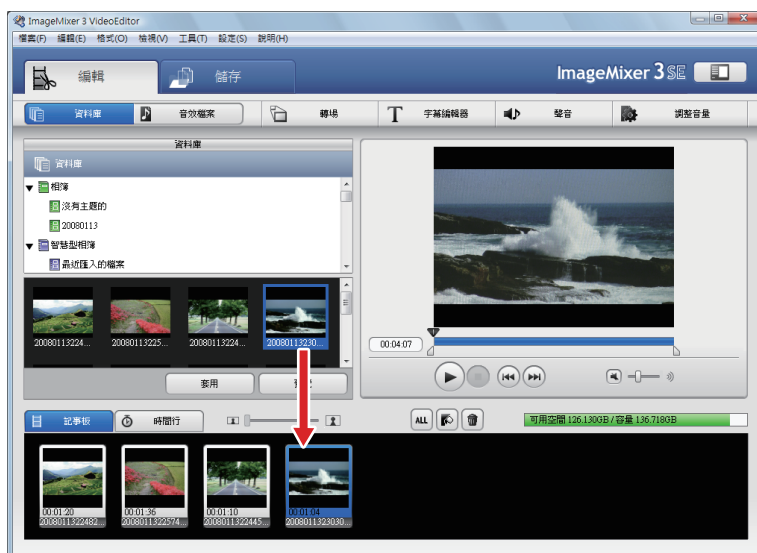 ImageMixer 3 VideoEditor
檔案(F) 編輯(E) 格式(O) 檢視(V) 工具(T) 設定(S) 說明(H)
編輯
儲存
ImageMixer 3 SE
資料庫
音效檔案
轉場
T 字幕編輯器
聲音
調整音量
資料庫
資料庫
相簿
沒有主題的
20080113
智慧型相簿
最近匯入的檔案
20080113224... 20080113225... 20080113224... 20080113230...
套用
00:04:07
記事板
時間行
ALL
可用空間 126.130GB / 容量 136.718GB
00:01:20 00:01:36 00:01:10 00:01:04
2008011322482... 2008011322574... 2008011322445... 2008011323030...